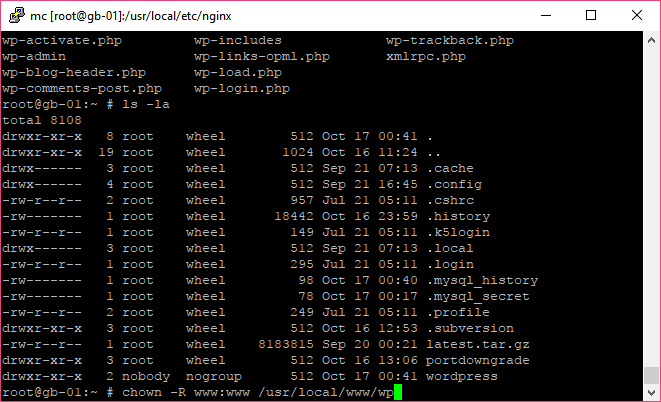 mc [root@gb-01]:/usr/local/etc/nginx
wp-activate.php         wp-includes             wp-trackback.php
wp-admin                wp-links-opml.php       xmlrpc.php
wp-blog-header.php      wp-load.php
wp-comments-post.php    wp-login.php
root@gb-01:~ # ls -la
total 8108
drwxr-xr-x   8 root    wheel        512 Oct 17 00:41 .
drwxr-xr-x  19 root    wheel       1024 Oct 16 11:24 ..
drwx------   3 root    wheel        512 Sep 21 07:13 .cache
drwx------   4 root    wheel        512 Sep 21 16:45 .config
-rw-r--r--   2 root    wheel        957 Jul 21 05:11 .cshrc
-rw-------   1 root    wheel      18442 Oct 16 23:59 .history
-rw-r--r--   1 root    wheel        149 Jul 21 05:11 .k5login
drwx------   3 root    wheel        512 Sep 21 07:13 .local
-rw-r--r--   1 root    wheel        295 Jul 21 05:11 .login
-rw-------   1 root    wheel         98 Oct 17 00:40 .mysql_history
-rw-------   1 root    wheel         78 Oct 17 00:17 .mysql_secret
-rw-r--r--   2 root    wheel        249 Jul 21 05:11 .profile
drwxr-xr-x   3 root    wheel        512 Oct 16 12:53 .subversion
-rw-r--r--   1 root    wheel    8183815 Sep 20 00:21 latest.tar.gz
drwxr-xr-x   3 root    wheel        512 Oct 16 13:06 portdowngrade
drwxr-xr-x   2 nobody  nogroup      512 Oct 17 00:41 wordpress
root@gb-01:~ # chown -R www:www /usr/local/www/wp